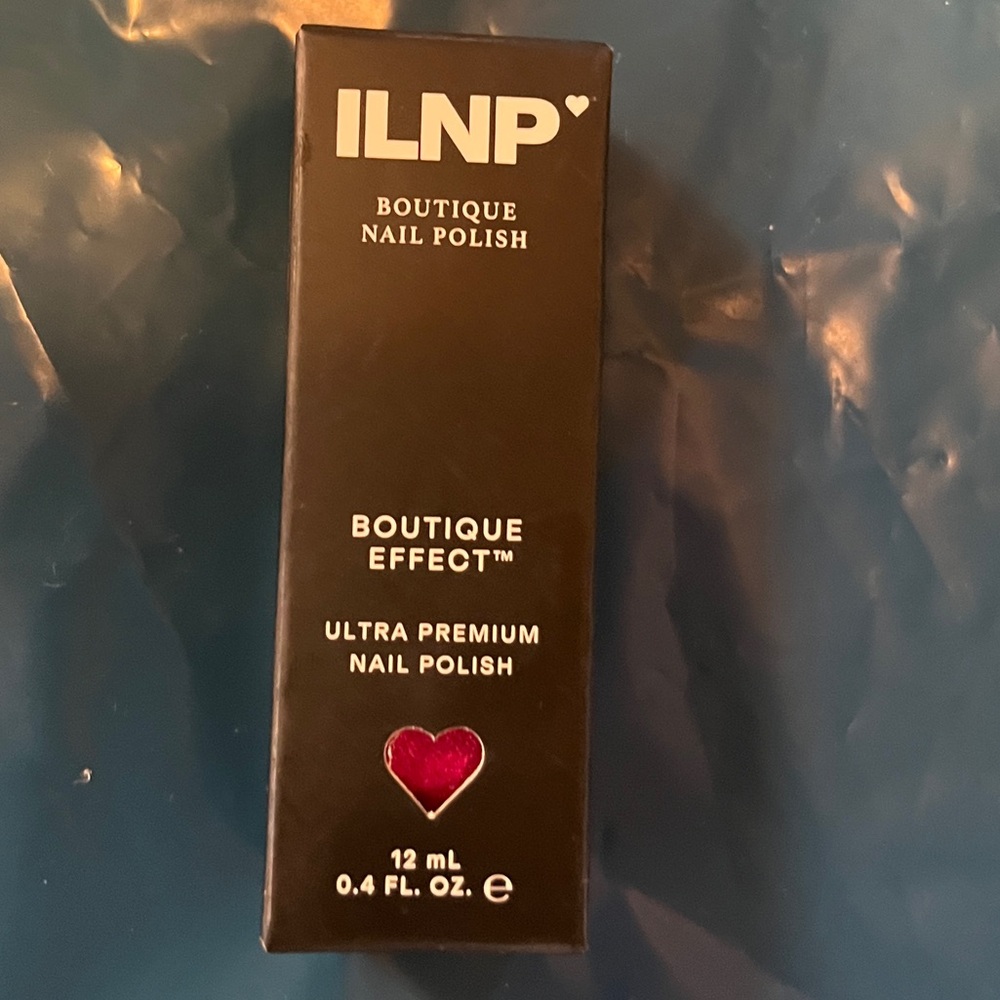 ILNP
BOUTIQUE
NAIL POLISH
BOUTIQUE
EFFECT™
ULTRA PREMIUM
NAIL POLISH
12 mL
0.4 FL. OZ. ℮